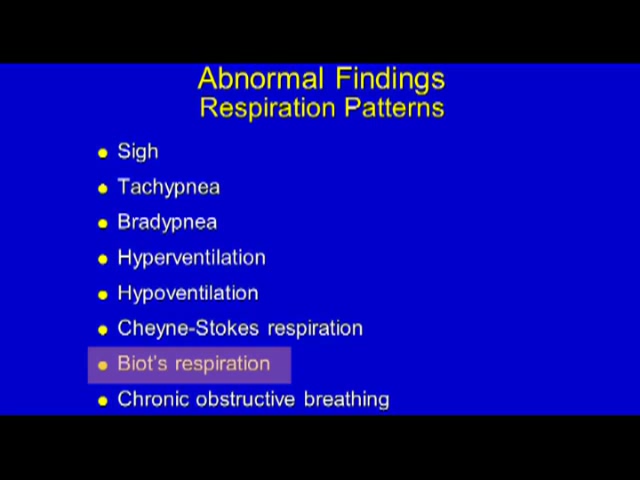 Abnormal Findings
Respiration Patterns
Sigh
Tachypnea
Bradypnea
Hyperventilation
Hypoventilation
Cheyne-Stokes respiration
Biot's respiration
Chronic obstructive breathing